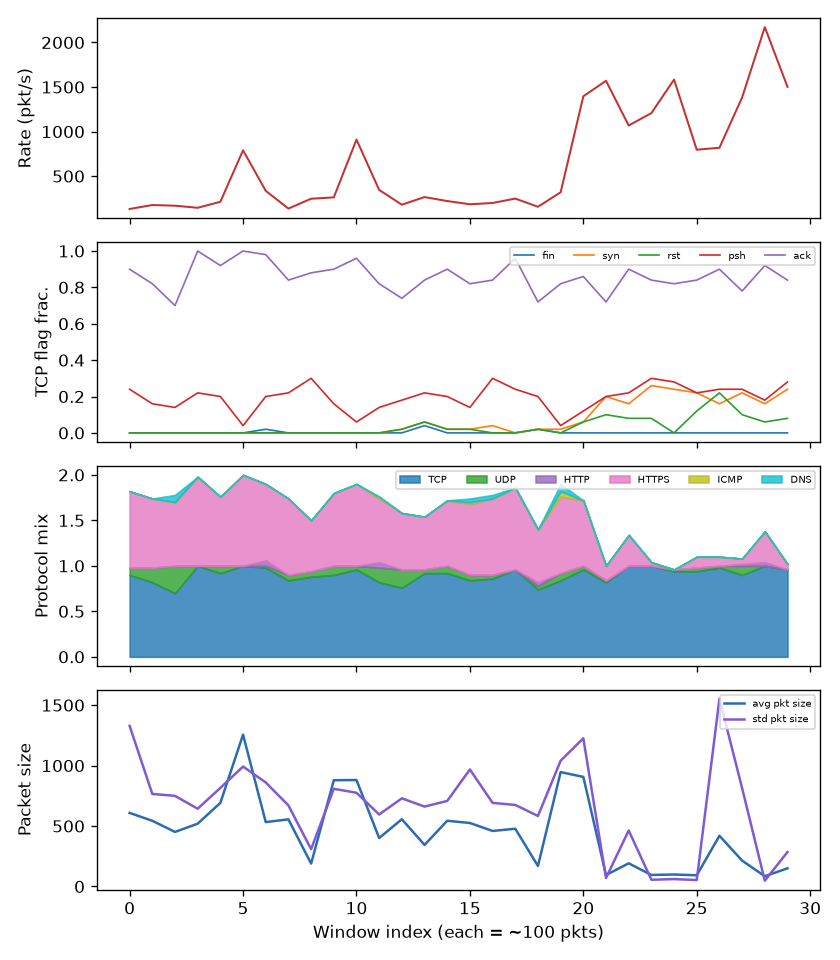 Rate (pkt/s)
2000
1500
1000
500
TCP flag frac.
1.0
0.8
0.6
0.4
0.2
0.0
fin syn rst psh ack
Protocol mix
2.0
1.5
1.0
0.5
0.0
TCP UDP HTTP HTTPS ICMP DNS
Packet size
1500
1000
500
0
avg pkt size
std pkt size
0 5 10 15 20 25 30
Window index (each = ~100 pkts)